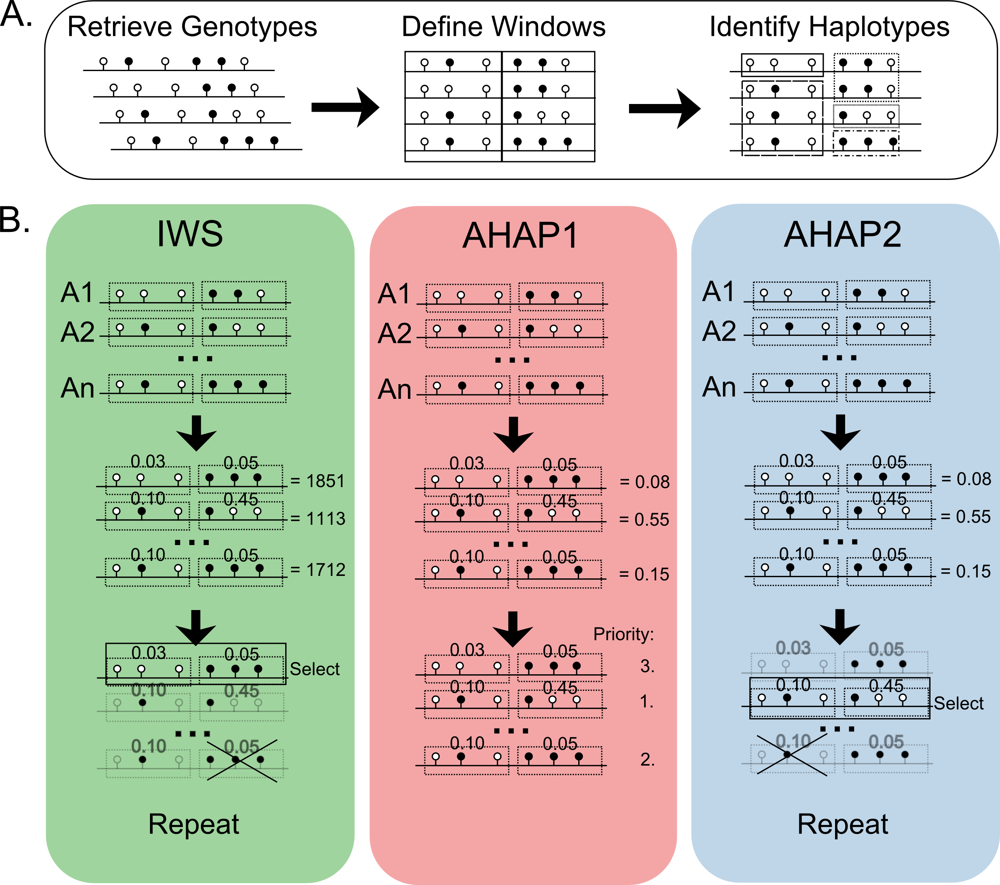 A.
Retrieve Genotypes
Define Windows
Identify Haplotypes
B.
IWS
A1
A2
An
0.03 0.05
= 1851
0.10 0.45
= 1113
0.10 0.05
= 1712
0.03 0.05
Select
0.10 0.45
0.10 0.05
Repeat
AHAP1
A1
A2
An
0.03 0.05
= 0.08
0.10 0.45
= 0.55
0.10 0.05
= 0.15
Priority:
0.03 0.05
3.
0.10 0.45
1.
0.10 0.05
2.
AHAP2
A1
A2
An
0.03 0.05
= 0.08
0.10 0.45
= 0.55
0.10 0.05
= 0.15
0.03 0.05
0.10 0.45
Select
0.10 0.05
Repeat